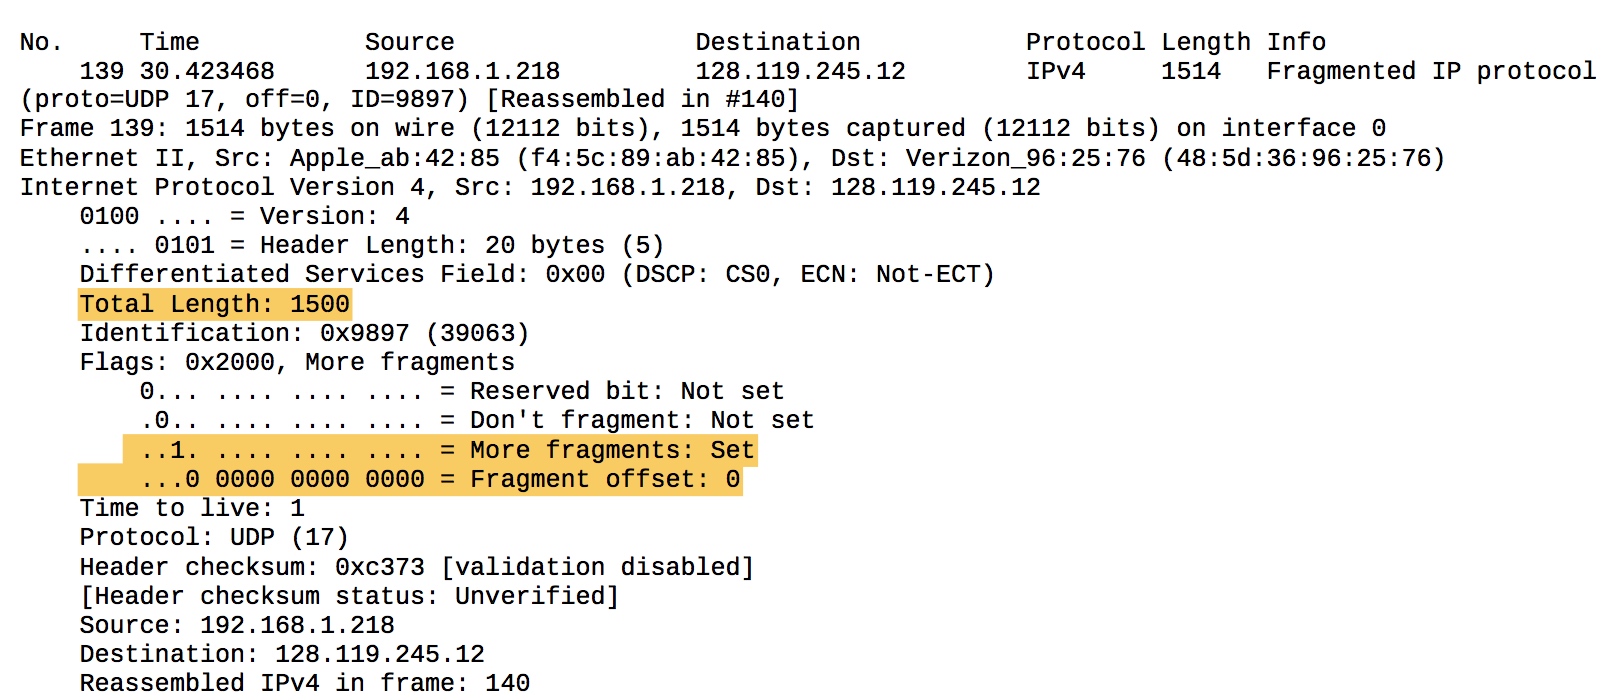 No. Time Source Destination Protocol Length Info
139 30.423468 192.168.1.218 128.119.245.12 IPv4 1514 Fragmented IP protocol
(proto=UDP 17, off=0, ID=9897) [Reassembled in #140]
Frame 139: 1514 bytes on wire (12112 bits), 1514 bytes captured (12112 bits) on interface 0
Ethernet II, Src: Apple_ab:42:85 (f4:5c:89:ab:42:85), Dst: Verizon_96:25:76 (48:5d:36:96:25:76)
Internet Protocol Version 4, Src: 192.168.1.218, Dst: 128.119.245.12
0100 .... = Version: 4
.... 0101 = Header Length: 20 bytes (5)
Differentiated Services Field: 0x00 (DSCP: CS0, ECN: Not-ECT)
Total Length: 1500
Identification: 0x9897 (39063)
Flags: 0x2000, More fragments
0... .... .... .... = Reserved bit: Not set
.0.. .... .... .... = Don't fragment: Not set
..1. .... .... .... = More fragments: Set
...0 0000 0000 0000 = Fragment offset: 0
Time to live: 1
Protocol: UDP (17)
Header checksum: 0xc373 [validation disabled]
[Header checksum status: Unverified]
Source: 192.168.1.218
Destination: 128.119.245.12
Reassembled IPv4 in frame: 140